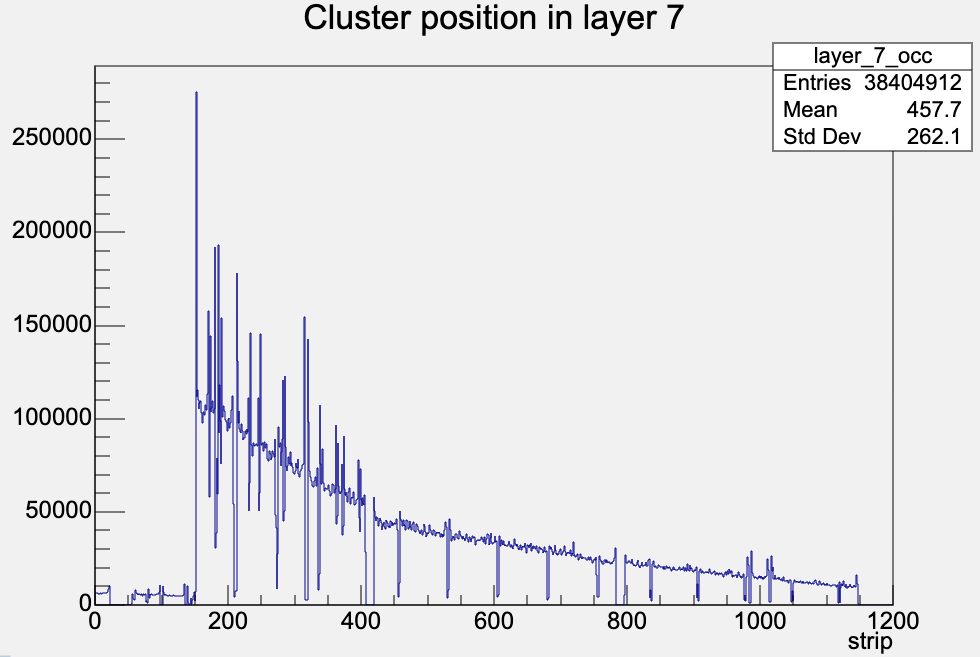 Cluster position in layer 7
layer_7_occ
Entries 38404912
Mean 457.7
Std Dev 262.1
250000
200000
150000
100000
50000
0
0 200 400 600 800 1000 1200
strip